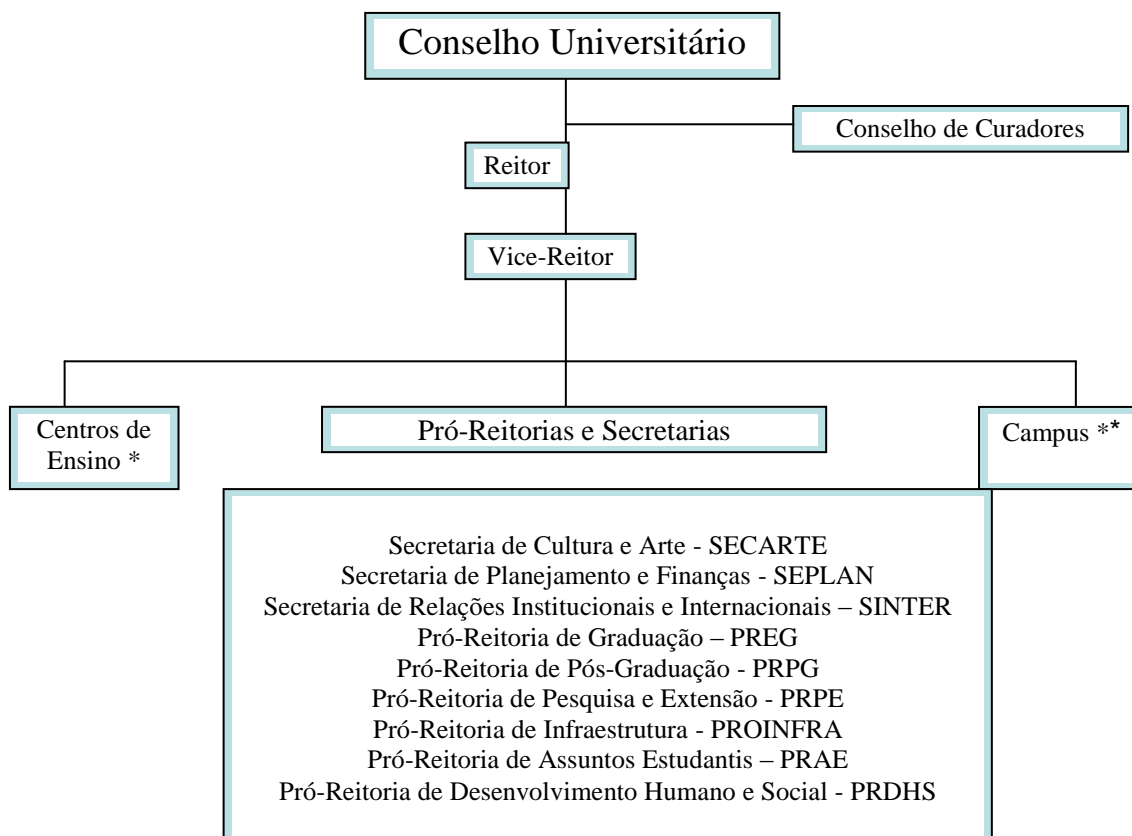 Conselho Universitário
Conselho de Curadores
Reitor
Vice-Reitor
Centros de
Ensino *
Pró-Reitorias e Secretarias
Campus **
Secretaria de Cultura e Arte - SECARTE
Secretaria de Planejamento e Finanças - SEPLAN
Secretaria de Relações Institucionais e Internacionais – SINTER
Pró-Reitoria de Graduação – PREG
Pró-Reitoria de Pós-Graduação - PRPG
Pró-Reitoria de Pesquisa e Extensão - PRPE
Pró-Reitoria de Infraestrutura - PROINFRA
Pró-Reitoria de Assuntos Estudantis – PRAE
Pró-Reitoria de Desenvolvimento Humano e Social - PRDHS